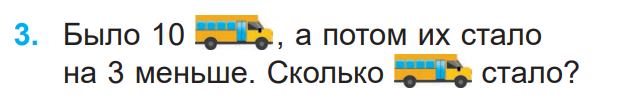 3. Было 10 , а потом их стало
на 3 меньше. Сколько стало?